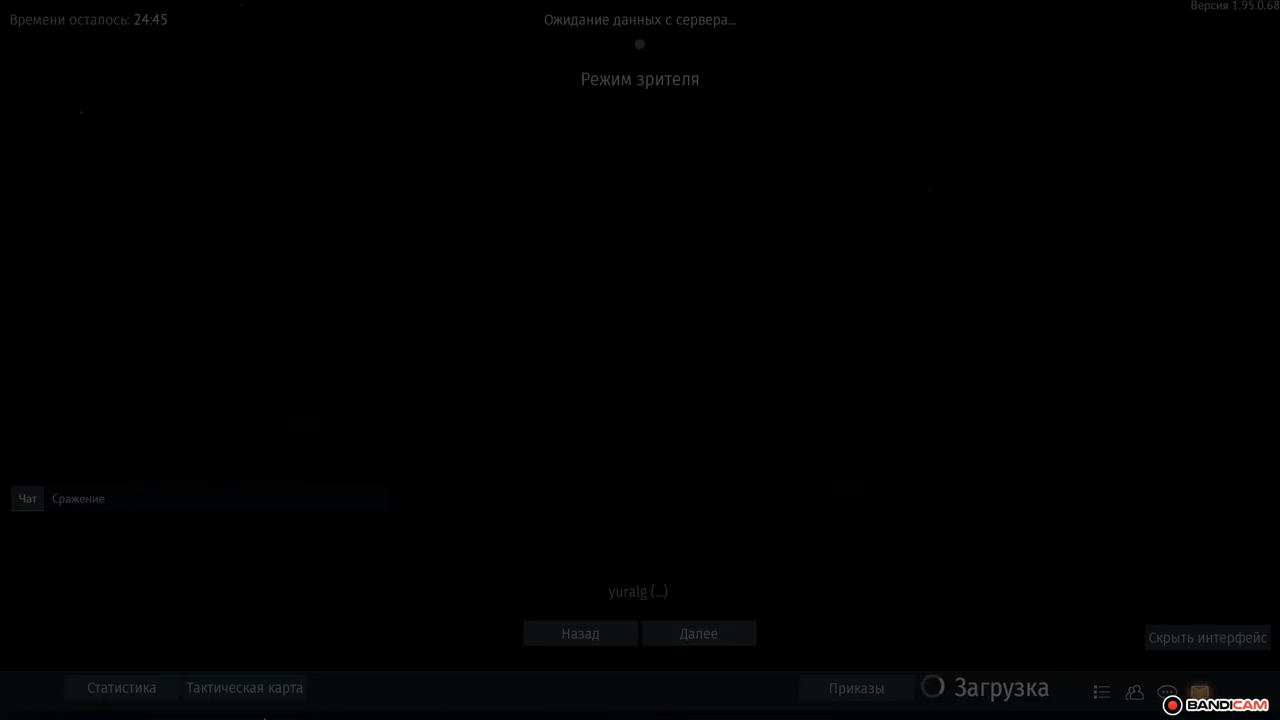 Времени осталось: 24:45
Ожидание данных с сервера...
Версия 1.95.0.68
Режим зрителя
Чат
Сражение
yuralg (...)
Назад
Далее
Скрыть интерфейс
Статистика
Тактическая карта
Приказы
Загрузка
BANDICAM